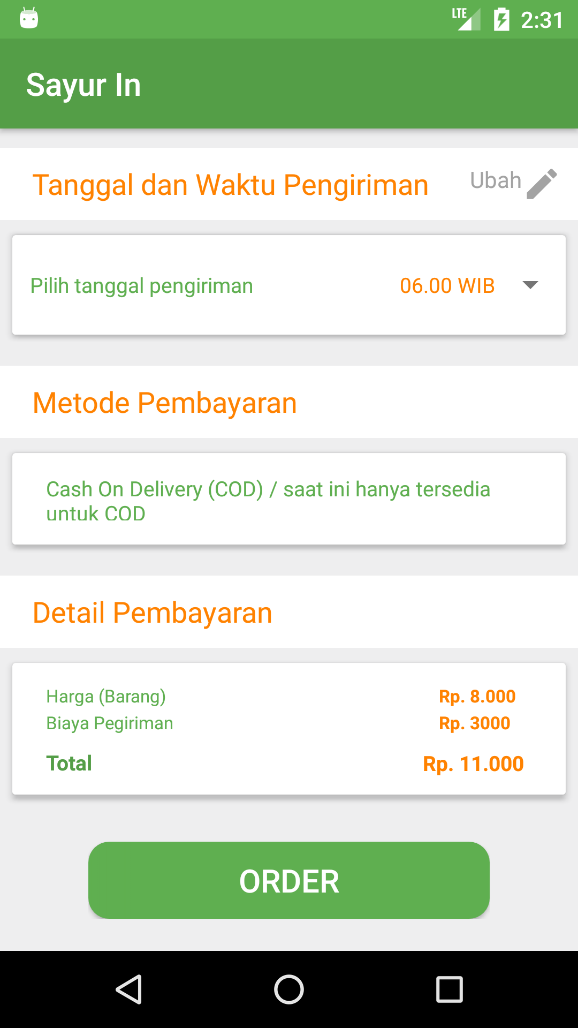 LTE 2:31
Sayur In
Tanggal dan Waktu Pengiriman Ubah
Pilih tanggal pengiriman 06.00 WIB
Metode Pembayaran
Cash On Delivery (COD) / saat ini hanya tersedia
untuk COD
Detail Pembayaran
Harga (Barang) Rp. 8.000
Biaya Pegiriman Rp. 3000
Total Rp. 11.000
ORDER